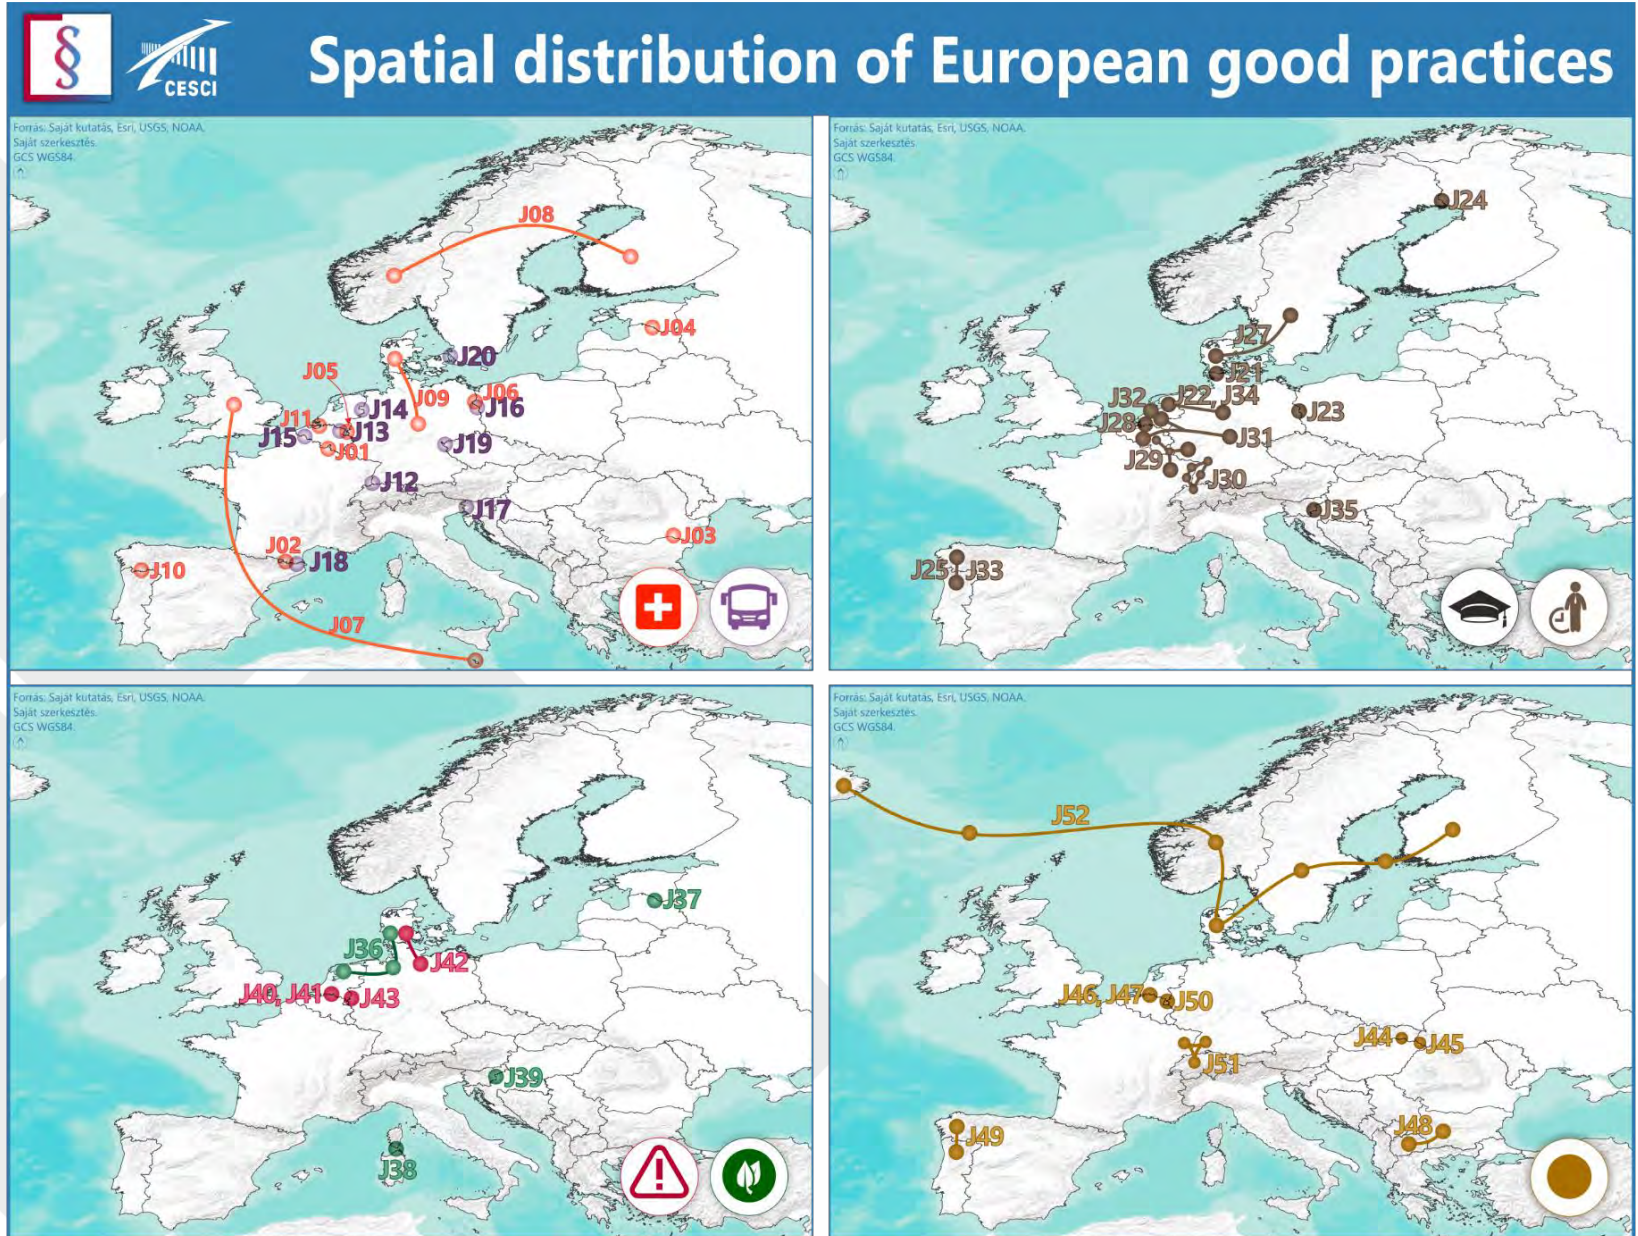 §
CESCI
Spatial distribution of European good practices
Forrás: Saját kutatás, Esri, USGS, NOAA.
Saját szerkesztés.
GCS WGS84.
J08
J04
J20
J05
J09
J06
J14
J16
J11
J13
J15
J01
J19
J12
J17
J03
J02
J18
J10
J07
Forrás: Saját kutatás, Esri, USGS, NOAA.
Saját szerkesztés
GCS WGS84.
J24
J27
J21
J32
J22, J34
J23
J28
J31
J29
J30
J35
J25
J33
Forrás: Saját kutatás, Esri, USGS, NOAA.
Saját szerkesztés.
GCS WGS84.
J37
J36
J42
J40, J41
J43
J39
J38
Forrás: Saját kutatás, Esri, USGS, NOAA.
Saját szerkesztés.
GCS WGS84.
J52
J46, J47
J50
J44
J45
J51
J48
J49